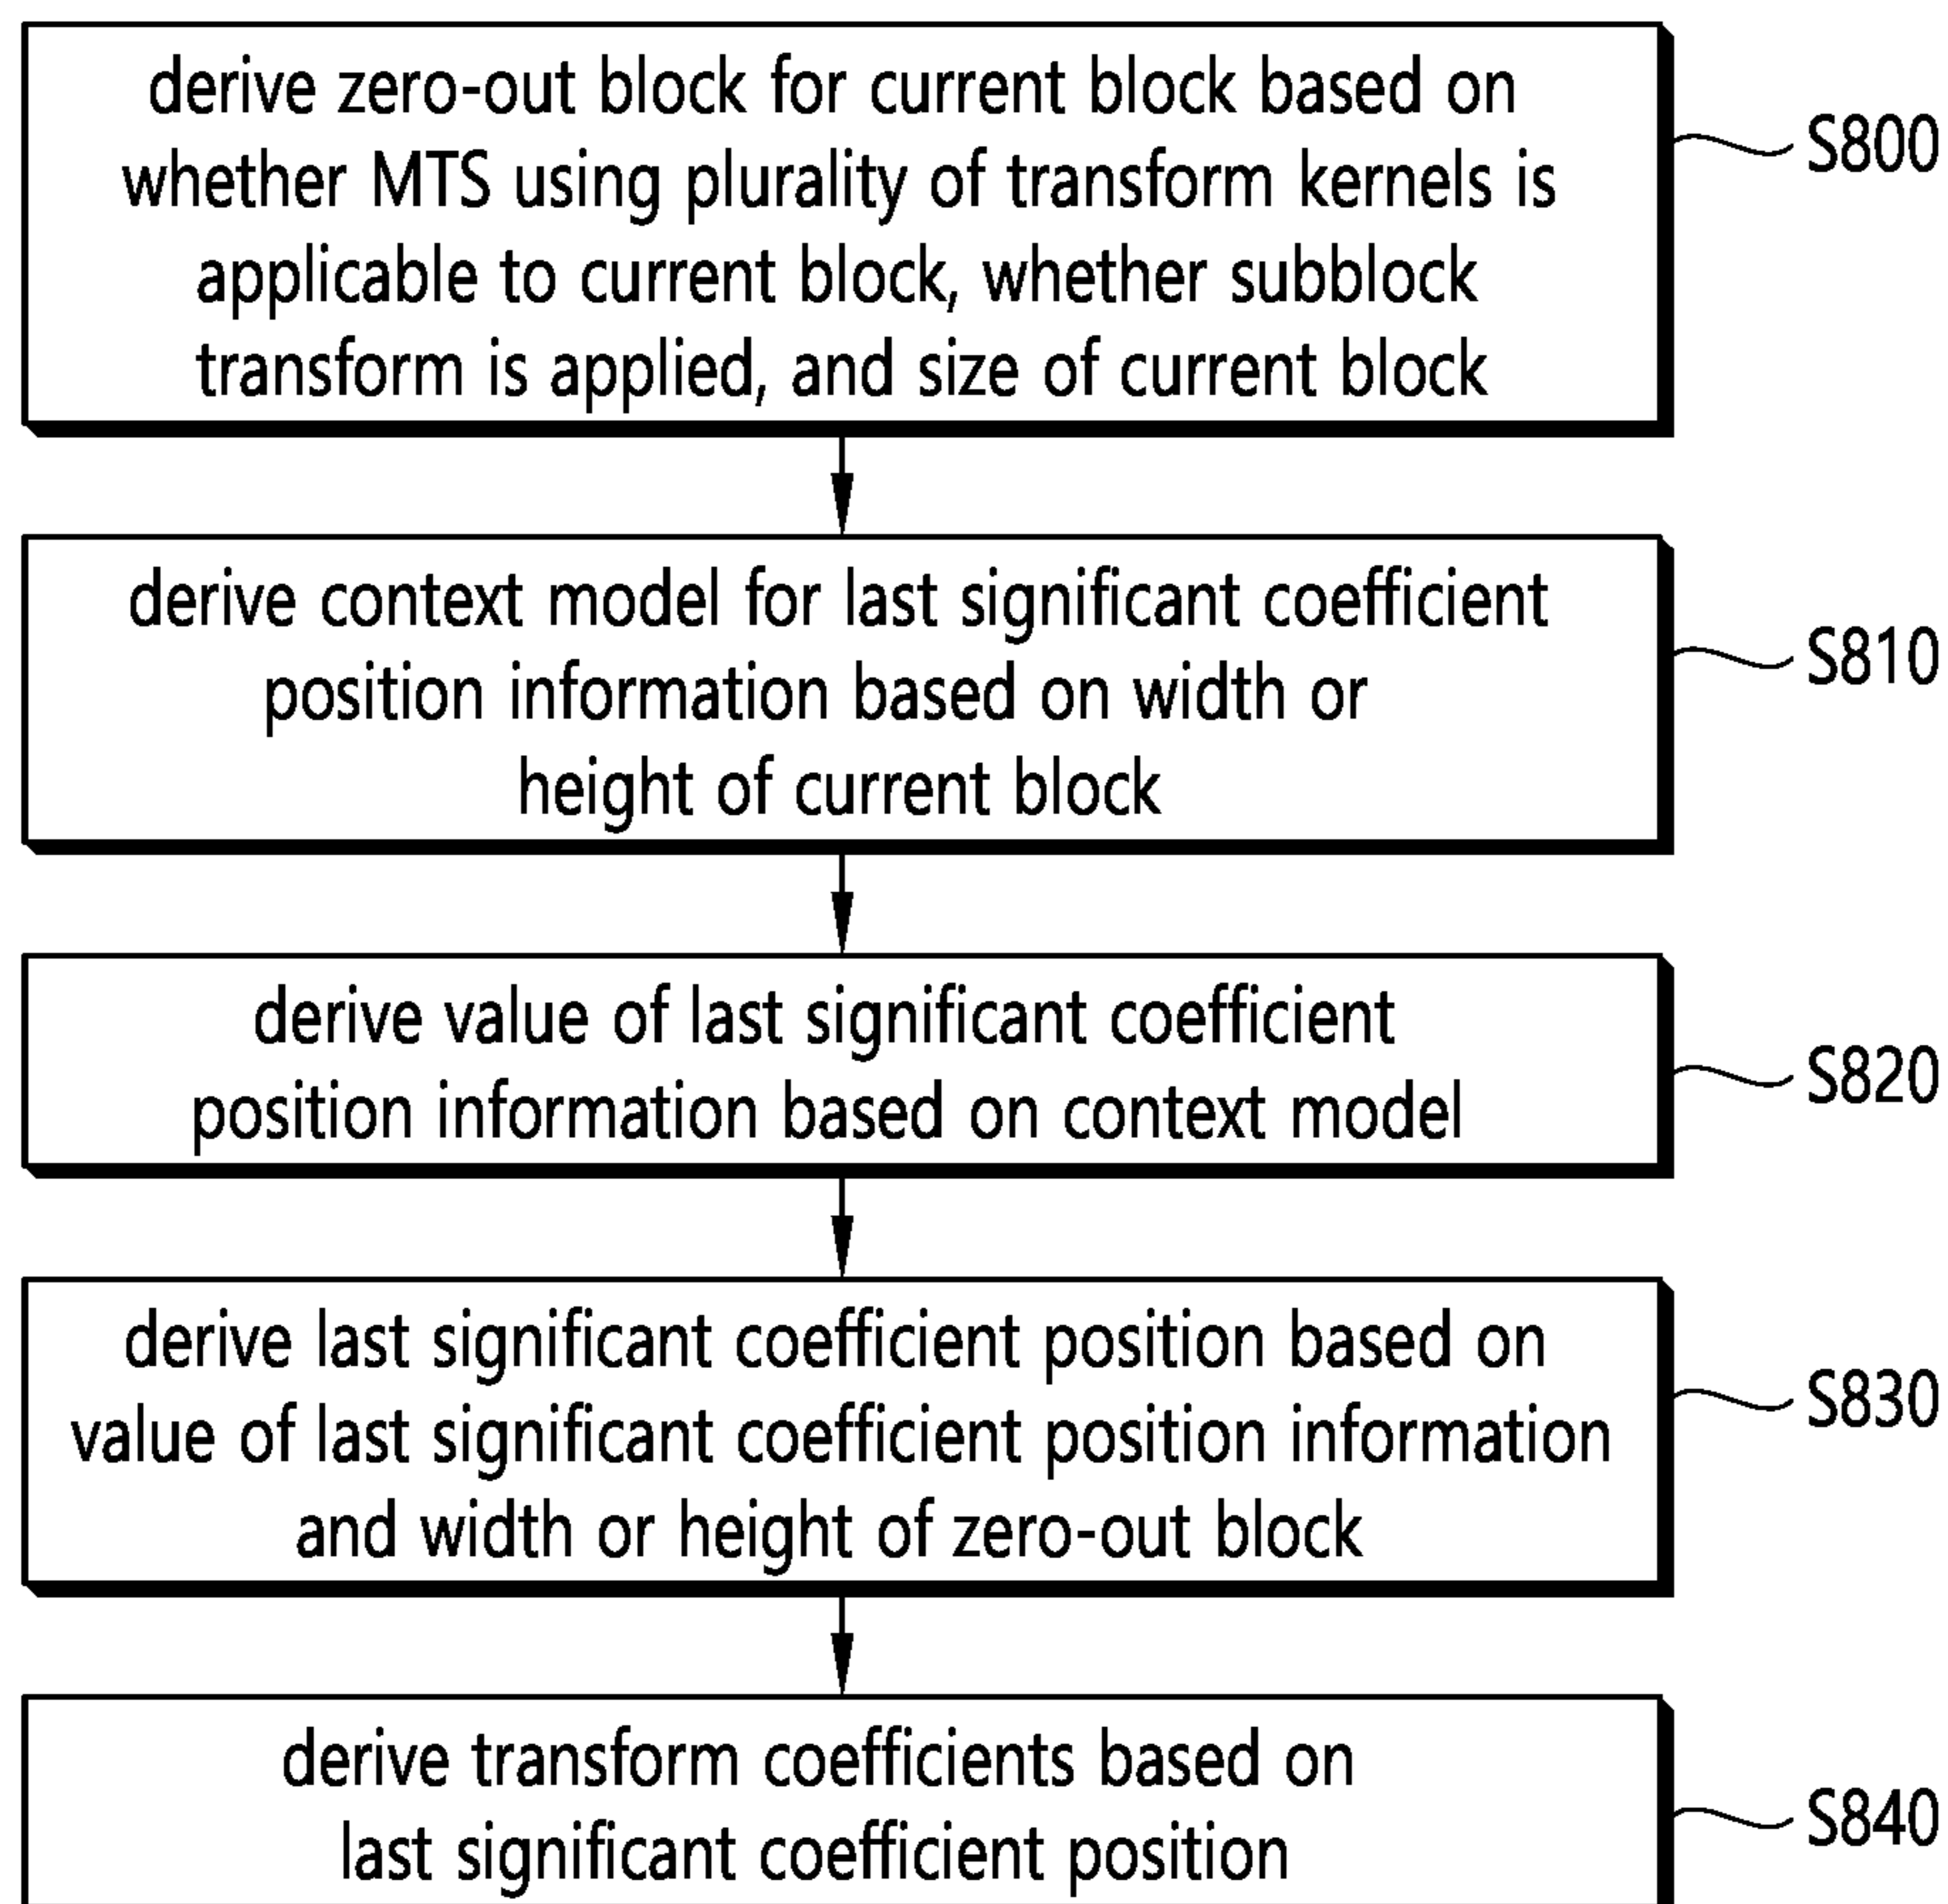 derive zero-out block for current block based on
whether MTS using plurality of transform kernels is
applicable to current block, whether subblock
transform is applied, and size of current block
S800
derive context model for last significant coefficient
position information based on width or
height of current block
S810
derive value of last significant coefficient
position information based on context model
S820
derive last significant coefficient position based on
value of last significant coefficient position information
and width or height of zero-out block
S830
derive transform coefficients based on
last significant coefficient position
S840